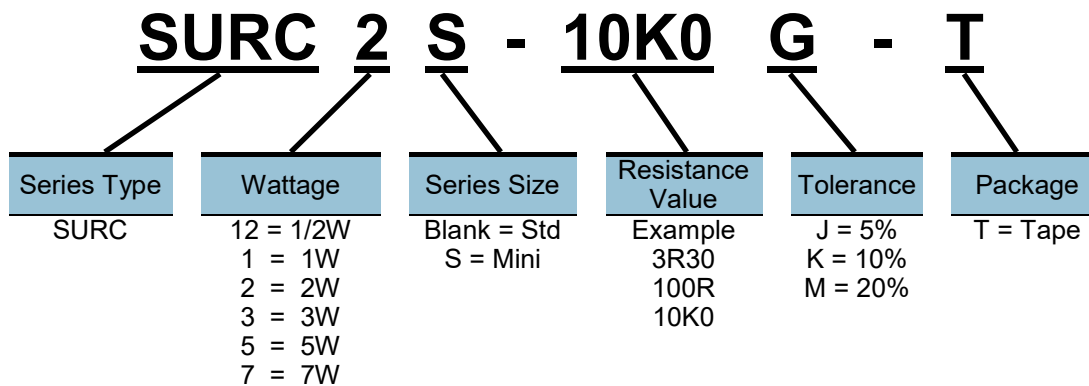 SURC 2 S - 10K0 G - T
Series Type
SURC
Wattage
12 = 1/2W
1 = 1W
2 = 2W
3 = 3W
5 = 5W
7 = 7W
Series Size
Blank = Std
S = Mini
Resistance
Value
Example
3R30
100R
10K0
Tolerance
J = 5%
K = 10%
M = 20%
Package
T = Tape